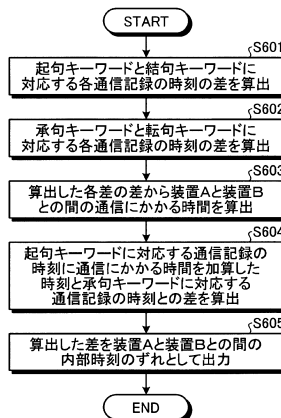 START
S601
起句キーワードと結句キーワードに
対応する各通信記録の時刻の差を算出
S602
承句キーワードと転句キーワードに
対応する各通信記録の時刻の差を算出
S603
算出した各差の差から装置Aと装置B
との間の通信にかかる時間を算出
S604
起句キーワードに対応する通信記録の
時刻に通信にかかる時間を加算した
時刻と承句キーワードに対応する
通信記録の時刻との差を算出
S605
算出した差を装置Aと装置Bとの間の
内部時刻のずれとして出力
END